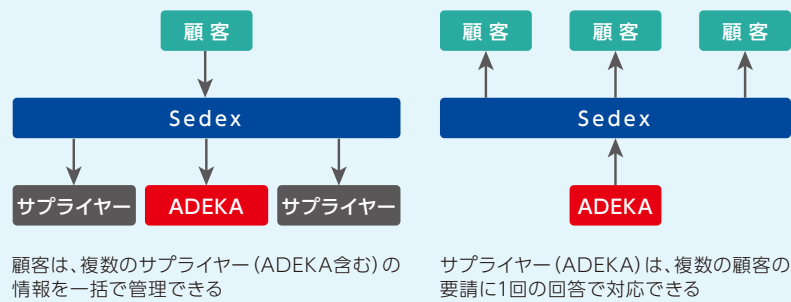 顧客
Sedex
サプライヤー
ADEKA
サプライヤー
顧客は、複数のサプライヤー(ADEKA含む)の
情報を一括で管理できる
顧客
顧客
顧客
Sedex
ADEKA
サプライヤー(ADEKA)は、複数の顧客の
要請に1回の回答で対応できる